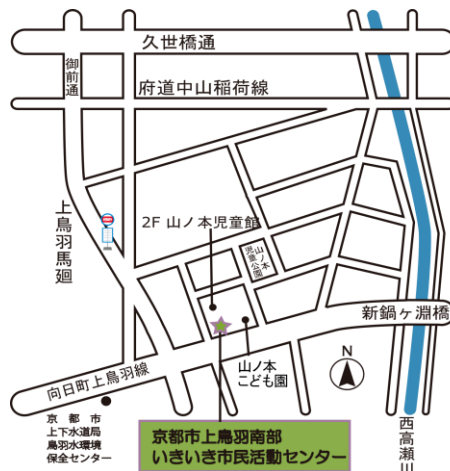 久世橋通
御前通
府道中山稲荷線
上鳥羽馬廻
2F 山ノ本児童館
山ノ本
児童公園
新鍋ヶ淵橋
山ノ本
こども園
N
向日町上鳥羽線
京都市
上下水道局
鳥羽水環境
保全センター
京都市上鳥羽南部
いきいき市民活動センター
西高瀬川